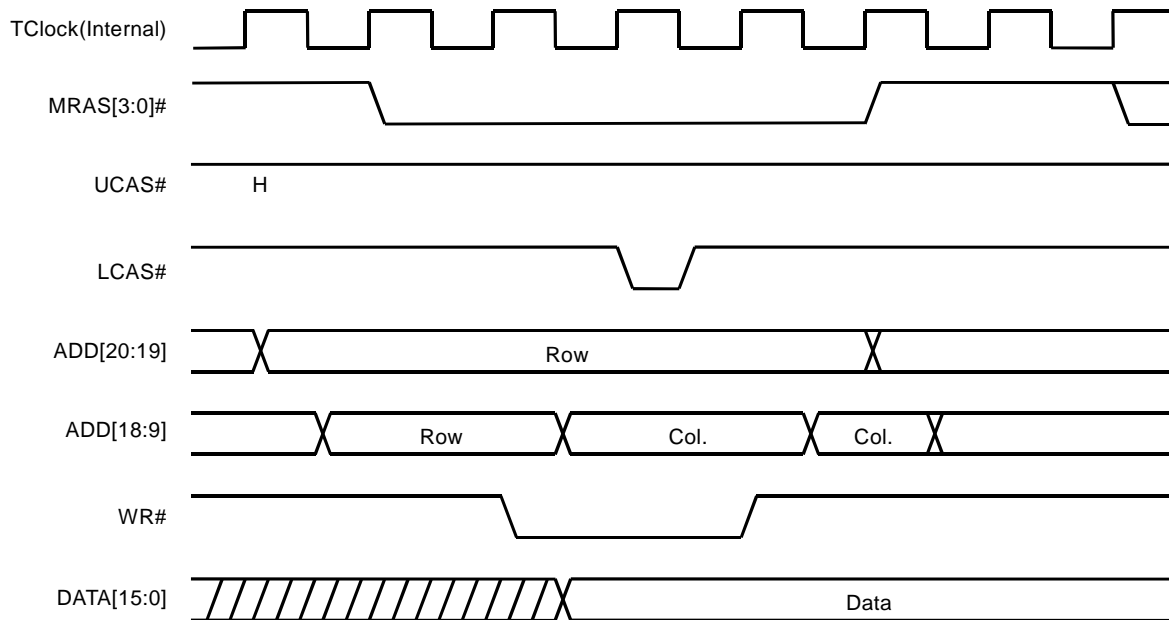 TClock(Internal)
MRAS[3:0]#
UCAS#
H
LCAS#
ADD[20:19]
Row
ADD[18:9]
Row
Col.
Col.
WR#
DATA[15:0]
Data